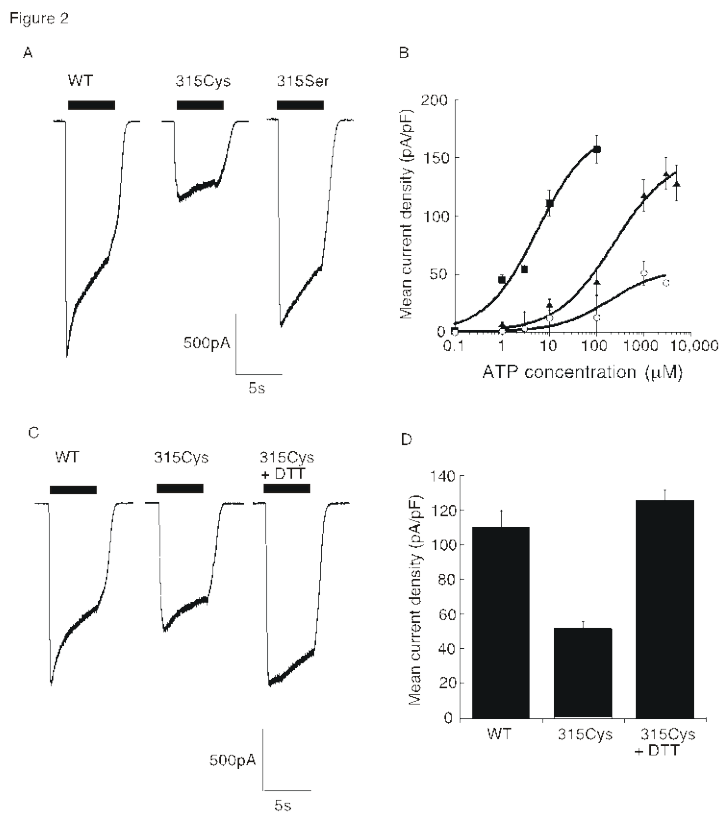 Figure 2
A
WT
315Cys
315Ser
500pA
5s
B
Mean current density (pA/pF)
200
150
100
50
0
0.1
1
10
100
1000
10,000
ATP concentration (μM)
C
WT
315Cys
315Cys
+ DTT
500pA
5s
D
Mean current density (pA/pF)
140
120
100
80
60
40
20
0
WT
315Cys
315Cys
+ DTT